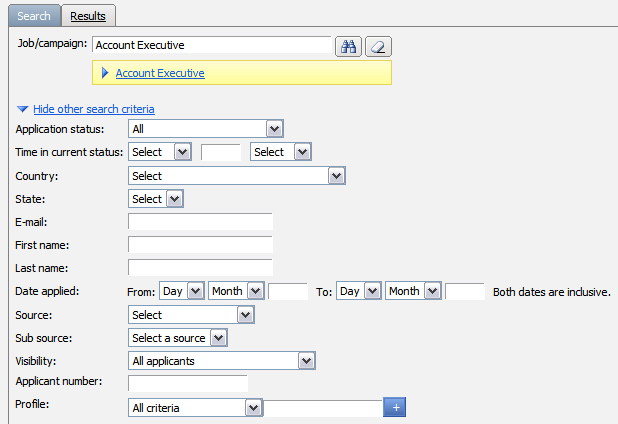 Search Results
Job/campaign: Account Executive
Account Executive
Hide other search criteria
Application status: All
Time in current status: Select Select
Country: Select
State: Select
E-mail:
First name:
Last name:
Date applied: From: Day Month To: Day Month Both dates are inclusive.
Source: Select
Sub source: Select a source
Visibility: All applicants
Applicant number:
Profile: All criteria +